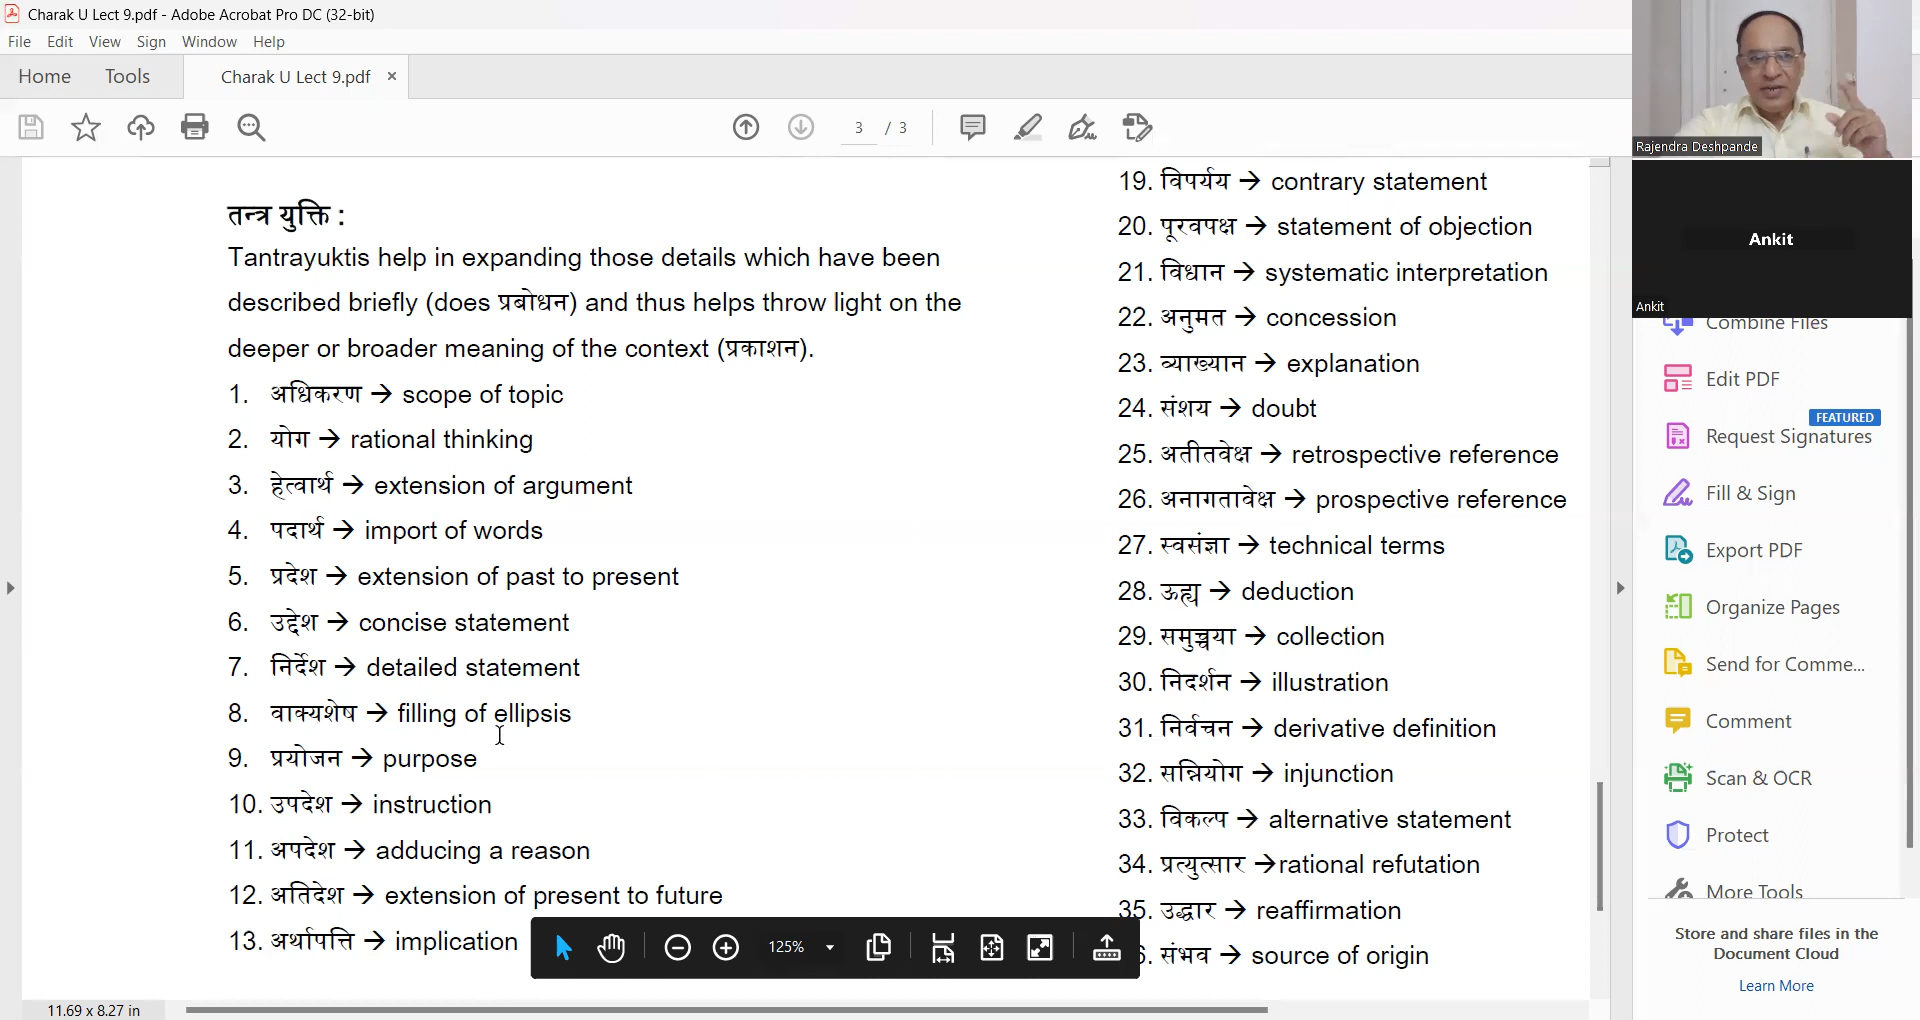 Charak U Lect 9.pdf - Adobe Acrobat Pro DC (32-bit)
File Edit View Sign Window Help
Home Tools Charak U Lect 9.pdf ×
3 / 3
तन्त्र युक्ति :
Tantrayuktis help in expanding those details which have been
described briefly (does प्रबोधन) and thus helps throw light on the
deeper or broader meaning of the context (प्रकाशन).
1. अधिकरण → scope of topic
2. योग → rational thinking
3. हेत्वार्थ → extension of argument
4. पदार्थ → import of words
5. प्रदेश → extension of past to present
6. उद्देश → concise statement
7. निर्देश → detailed statement
8. वाक्यशेष → filling of ellipsis
9. प्रयोजन → purpose
10. उपदेश → instruction
11. अपदेश → adducing a reason
12. अतिदेश → extension of present to future
13. अर्थापत्ति → implication
19. विपर्यय → contrary statement
20. पूरवपक्ष → statement of objection
21. विधान → systematic interpretation
22. अनुमत → concession
23. व्याख्यान → explanation
24. संशय → doubt
25. अतीतवेक्ष → retrospective reference
26. अनागतावेक्ष → prospective reference
27. स्वसंज्ञा → technical terms
28. ऊह्य → deduction
29. समुच्चया → collection
30. निदर्शन → illustration
31. निर्वचन → derivative definition
32. सन्नियोग → injunction
33. विकल्प → alternative statement
34. प्रत्युत्सार →rational refutation
35. उद्धार → reaffirmation
6. संभव → source of origin
125%
11.69 x 8.27 in
Rajendra Deshpande
Ankit
Ankit
Combine Files
Edit PDF
FEATURED
Request Signatures
Fill & Sign
Export PDF
Organize Pages
Send for Comme...
Comment
Scan & OCR
Protect
More Tools
Store and share files in the
Document Cloud
Learn More